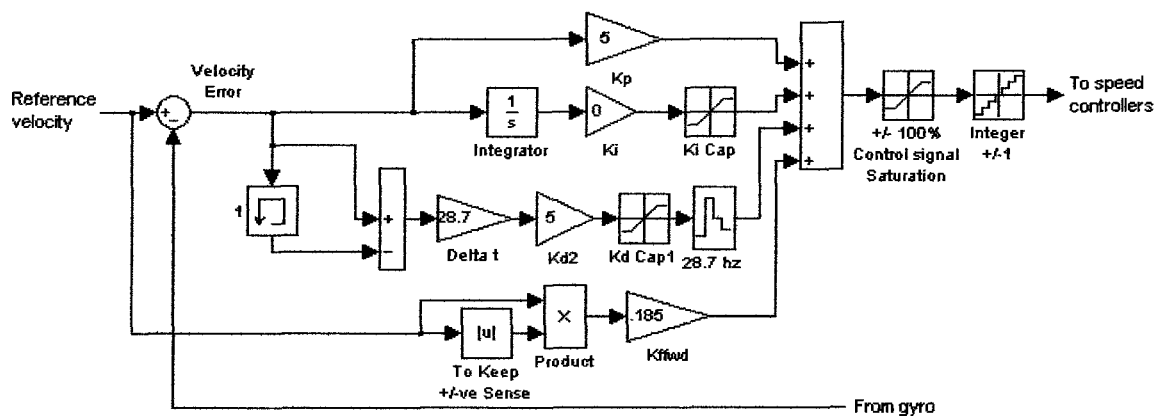 5
Kp
Velocity
Error
Reference
velocity
+
−
1
s
Integrator
0
Ki
Ki Cap
+
+
+
+
+/- 100%
Control signal
Saturation
Integer
+/-1
To speed
controllers
1
+
−
28.7
Delta t
5
Kd2
Kd Cap1
28.7 hz
|u|
To Keep
+/-ve Sense
×
Product
.185
Kffwd
From gyro